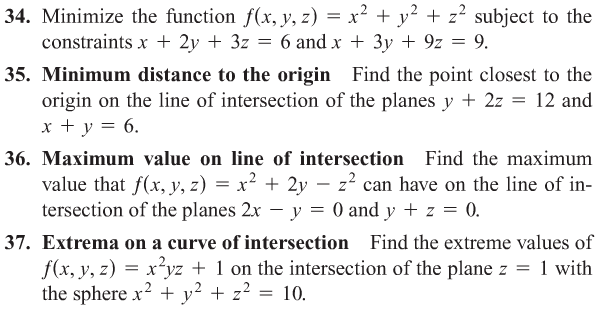 34. Minimize the function f(x, y, z) = x² + y² + z² subject to the
constraints x + 2y + 3z = 6 and x + 3y + 9z = 9.
35. Minimum distance to the origin Find the point closest to the
origin on the line of intersection of the planes y + 2z = 12 and
x + y = 6.
36. Maximum value on line of intersection Find the maximum
value that f(x, y, z) = x² + 2y − z² can have on the line of in-
tersection of the planes 2x − y = 0 and y + z = 0.
37. Extrema on a curve of intersection Find the extreme values of
f(x, y, z) = x²yz + 1 on the intersection of the plane z = 1 with
the sphere x² + y² + z² = 10.